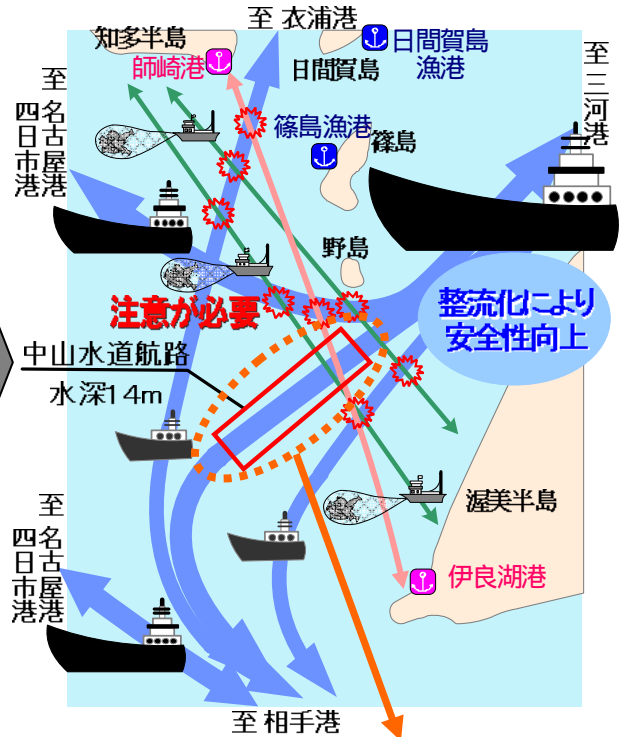 至 衣浦港
知多半島
師崎港
日間賀島
日間賀島
漁港
至 三河港
至 名古屋港
四日市港
篠島漁港
篠島
野島
注意が必要
整流化により
安全性向上
中山水道航路
水深14m
渥美半島
至 名古屋港
四日市港
伊良湖港
至 相手港